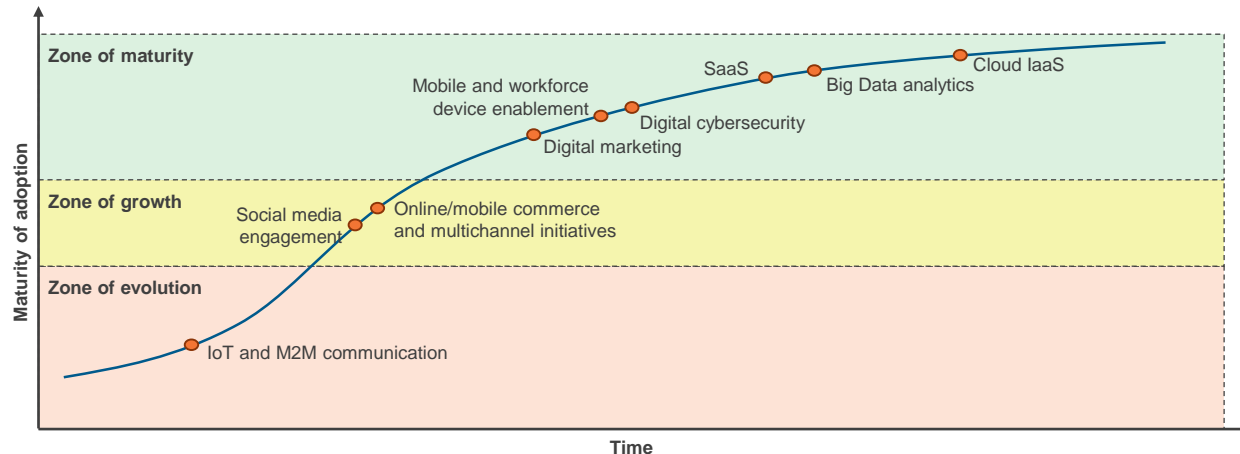 Zone of maturity
SaaS
Cloud IaaS
Mobile and workforce
device enablement
Big Data analytics
Digital cybersecurity
Digital marketing
Zone of growth
Social media
engagement
Online/mobile commerce
and multichannel initiatives
Zone of evolution
IoT and M2M communication
Maturity of adoption
Time